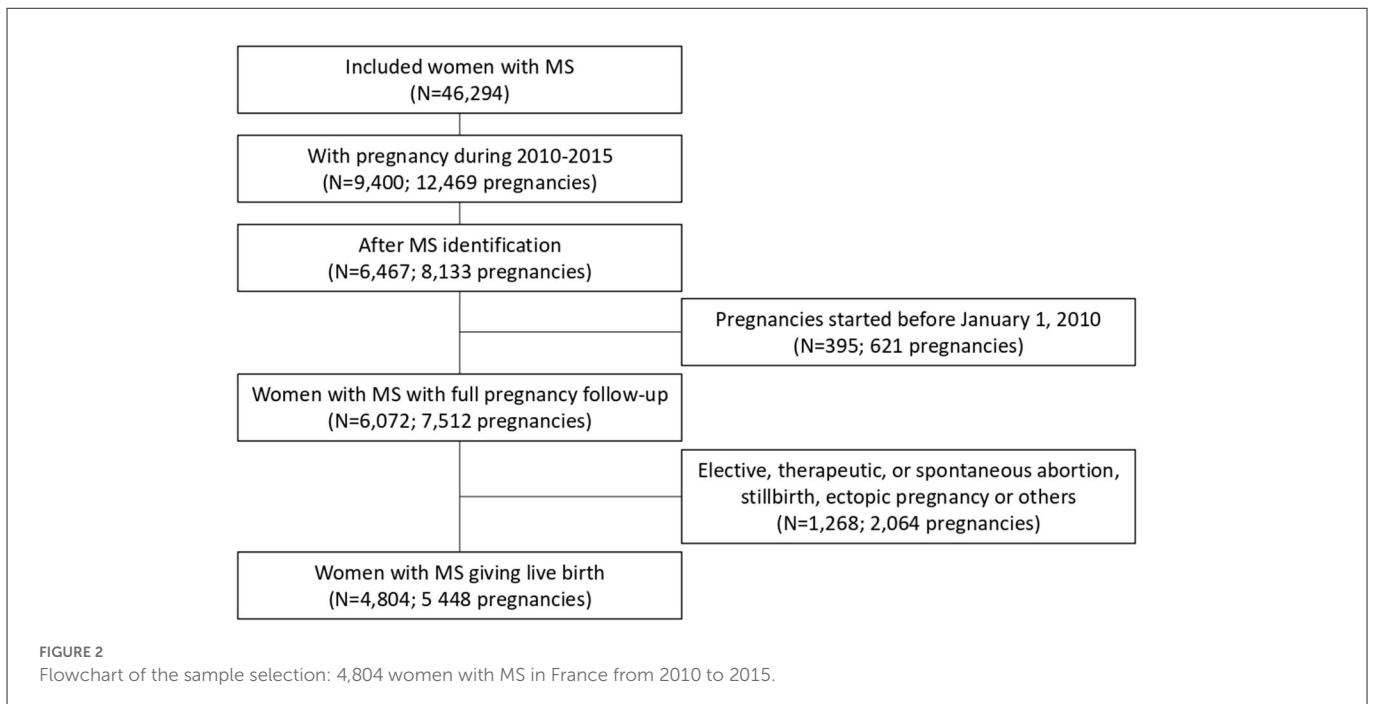 Included women with MS
(N=46,294)
With pregnancy during 2010-2015
(N=9,400; 12,469 pregnancies)
After MS identification
(N=6,467; 8,133 pregnancies)
Pregnancies started before January 1, 2010
(N=395; 621 pregnancies)
Women with MS with full pregnancy follow-up
(N=6,072; 7,512 pregnancies)
Elective, therapeutic, or spontaneous abortion,
stillbirth, ectopic pregnancy or others
(N=1,268; 2,064 pregnancies)
Women with MS giving live birth
(N=4,804; 5 448 pregnancies)
FIGURE 2
Flowchart of the sample selection: 4,804 women with MS in France from 2010 to 2015.